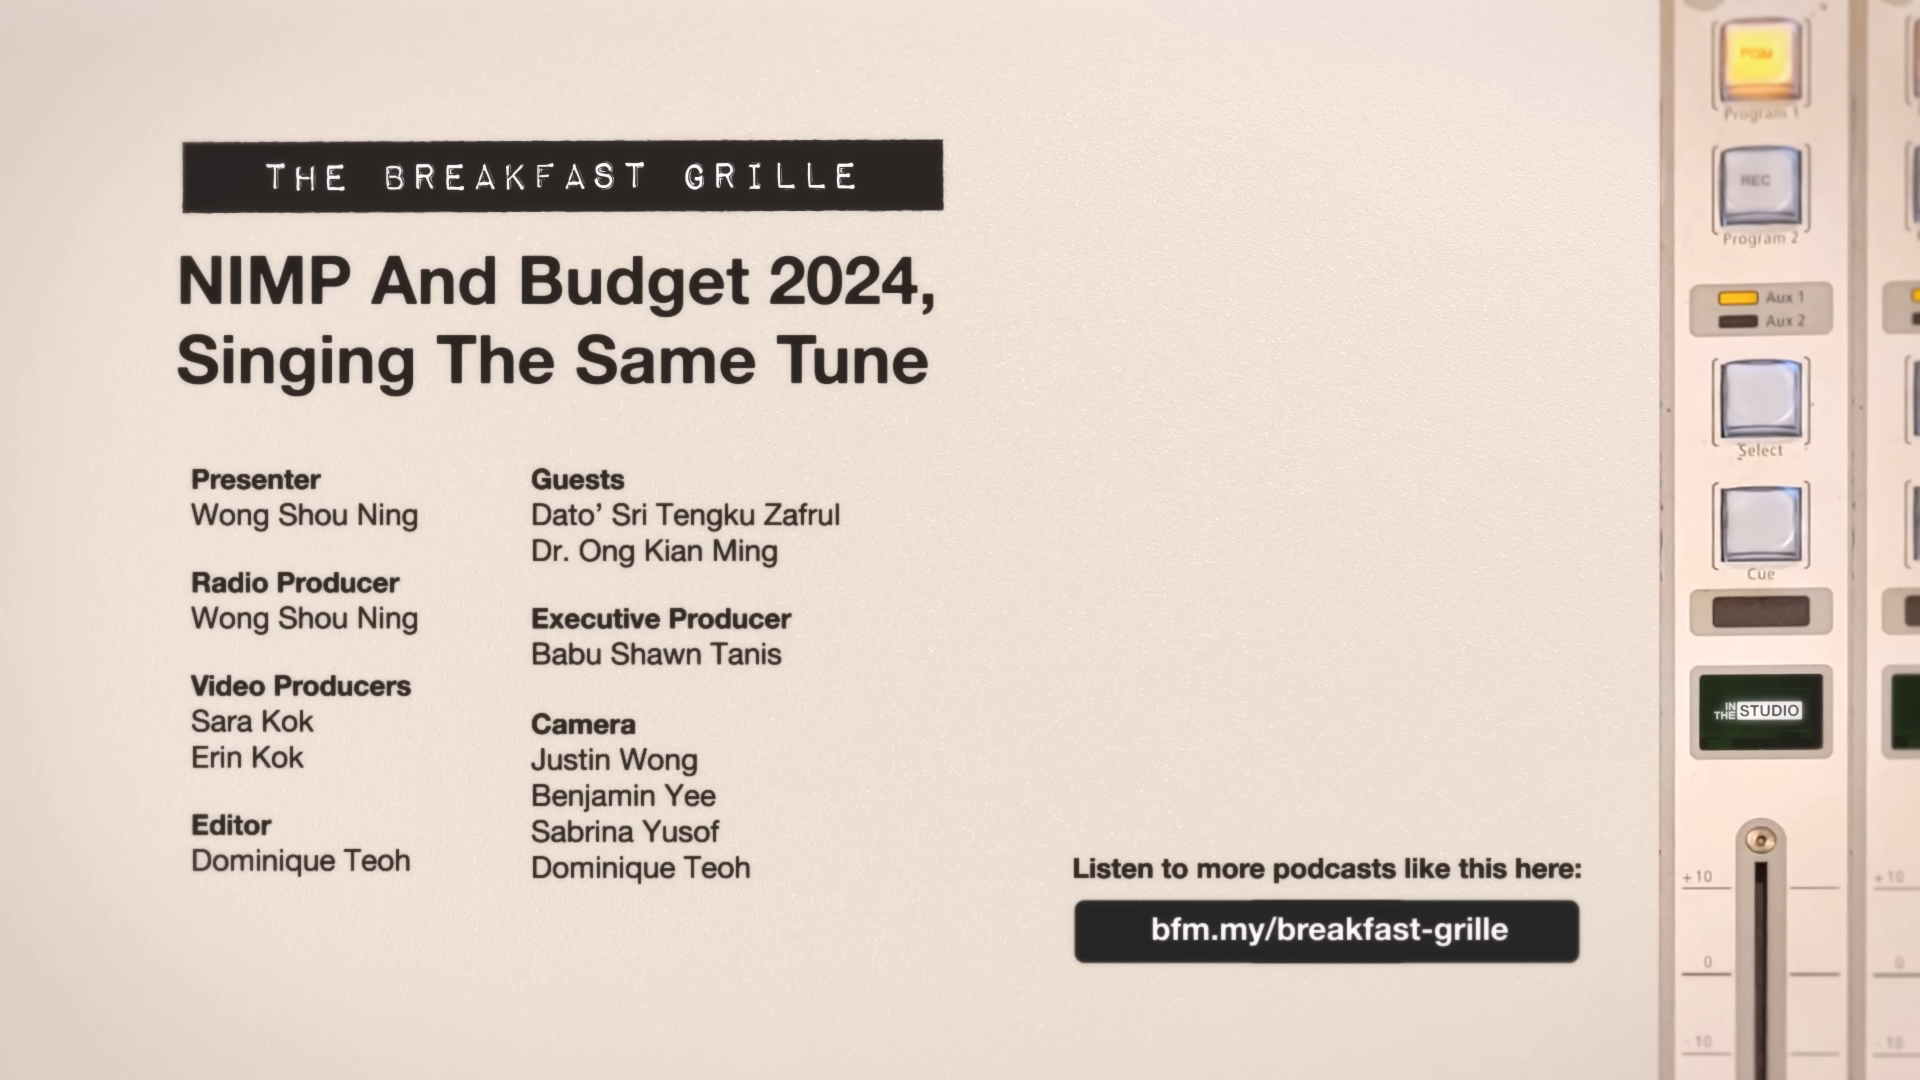 THE BREAKFAST GRILLE
NIMP And Budget 2024,
Singing The Same Tune
Presenter
Wong Shou Ning
Radio Producer
Wong Shou Ning
Video Producers
Sara Kok
Erin Kok
Editor
Dominique Teoh
Guests
Dato’ Sri Tengku Zafrul
Dr. Ong Kian Ming
Executive Producer
Babu Shawn Tanis
Camera
Justin Wong
Benjamin Yee
Sabrina Yusof
Dominique Teoh
Listen to more podcasts like this here:
bfm.my/breakfast-grille
PGM
Program 1
REC
Program 2
Aux 1
Aux 2
Select
Cue
IN THE STUDIO
+10
+10
0
0
-10
-10